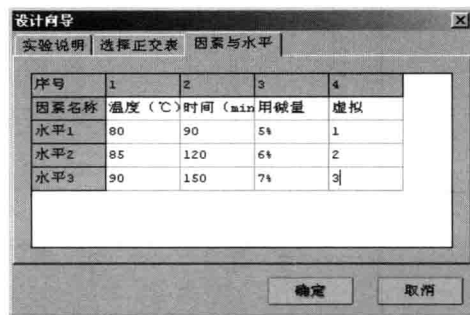 设计向导
实验说明 选择正交表 因素与水平
序号 1 2 3 4
因素名称 温度（℃） 时间（min 用碱量 虚拟
水平1 80 90 5% 1
水平2 85 120 6% 2
水平3 90 150 7% 3
确定 取消